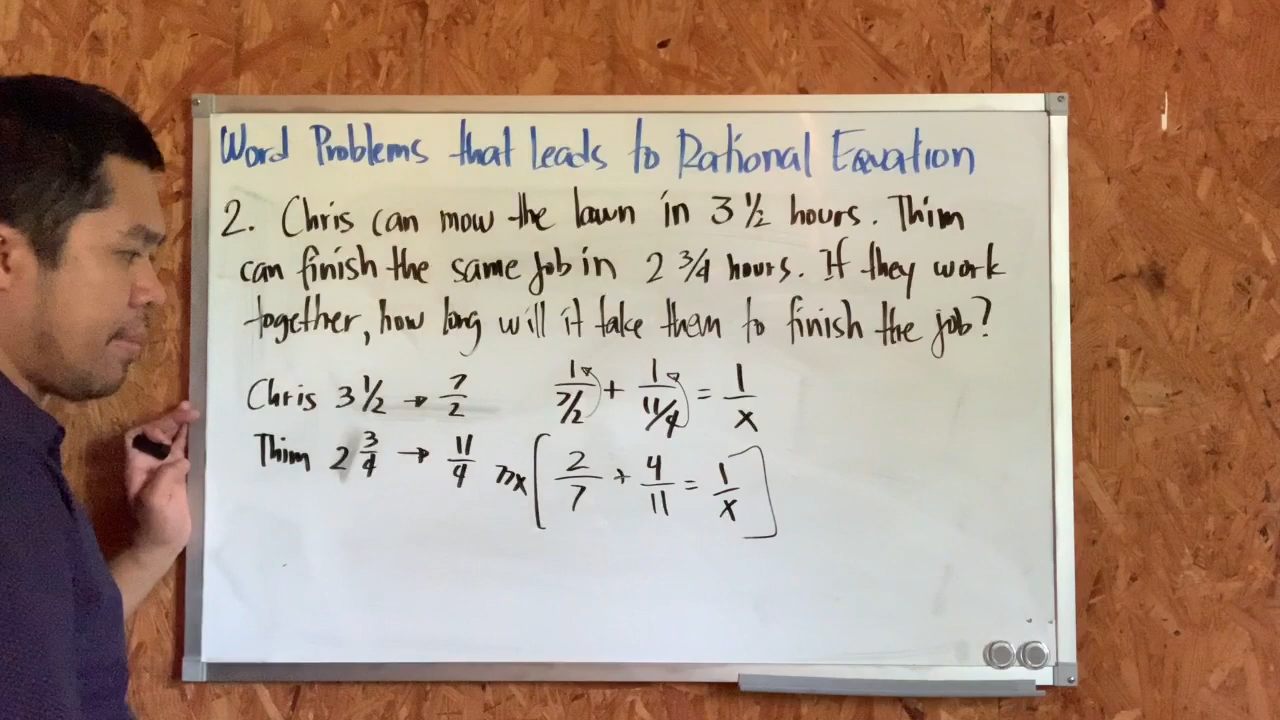 Word Problems that leads to Rational Equation
2. Chris can mow the lawn in 3 1/2 hours. Thim
can finish the same job in 2 3/4 hours. If they work
together, how long will it take them to finish the job?
Chris 3 1/2 → 7/2
1/(7/2) + 1/(11/4) = 1/x
Thim 2 3/4 → 11/4
77x [ 2/7 + 4/11 = 1/x ]